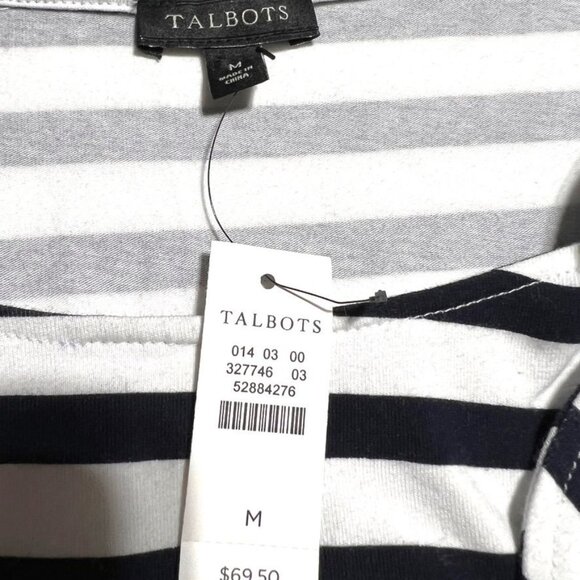 TALBOTS
M
MADE IN
CHINA
TALBOTS
014 03 00
327746 03
52884276
M
$69.50